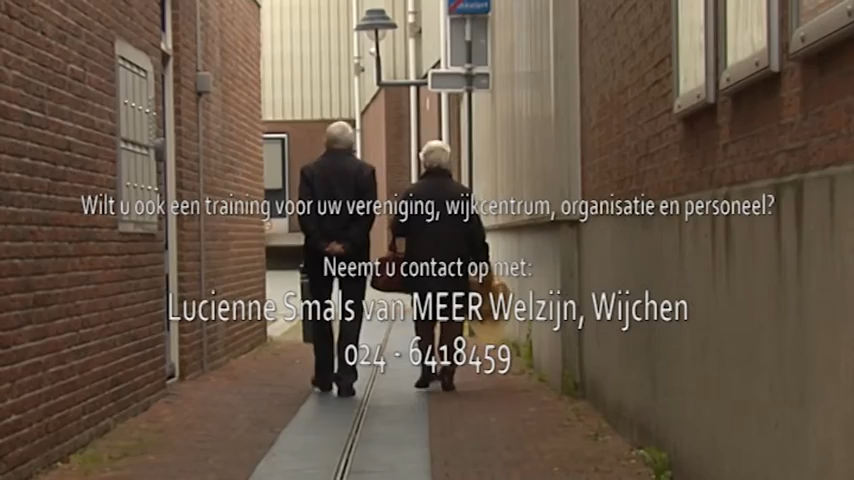 Wilt u ook een training voor uw vereniging, wijkcentrum, organisatie en personeel?
Neemt u contact op met:
Lucienne Smals van MEER Welzijn, Wijchen
024 - 6418459